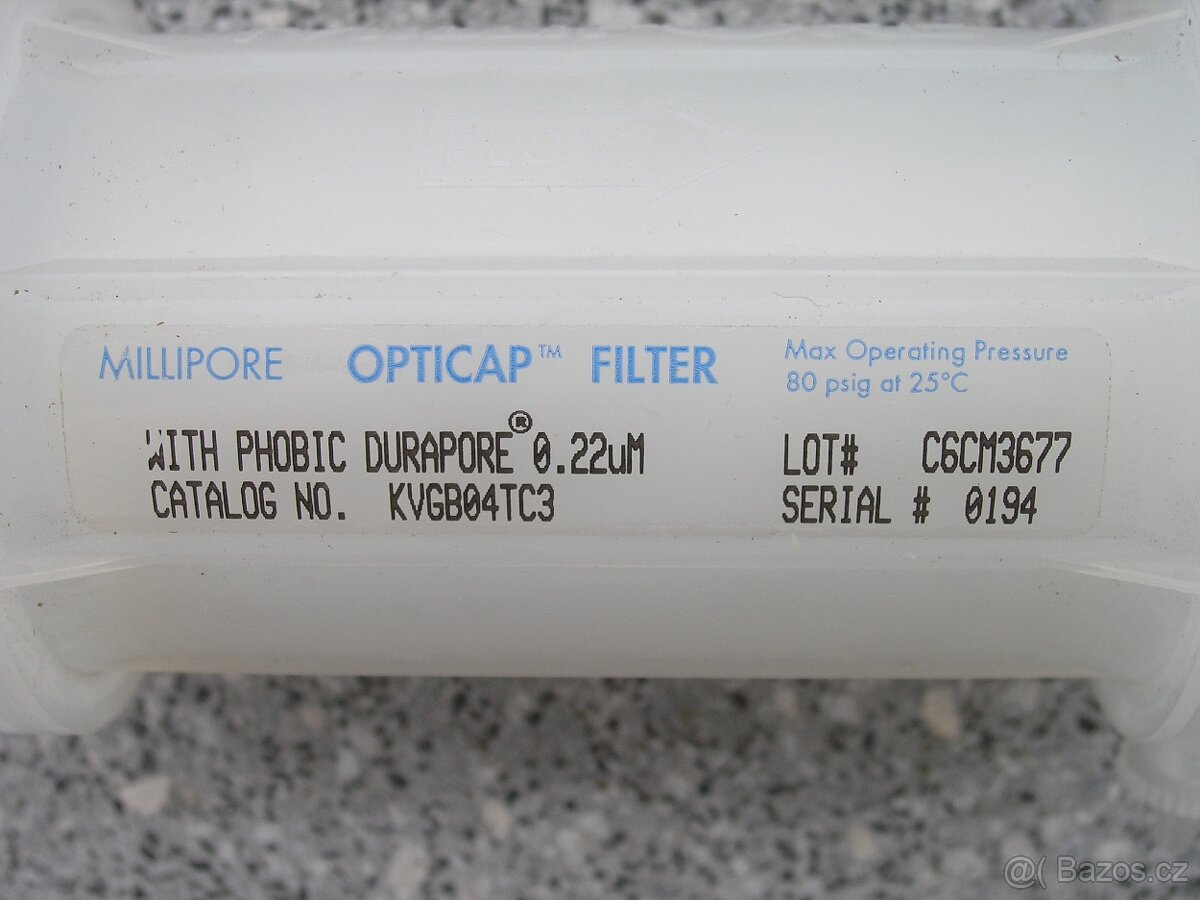 FLOW
MILLIPORE OPTICAP™ FILTER
Max Operating Pressure
80 psig at 25°C
WITH PHOBIC DURAPORE® 0.22uM
CATALOG NO. KVGB04TC3
LOT# C6CM3677
SERIAL # 0194
@( Bazos.cz